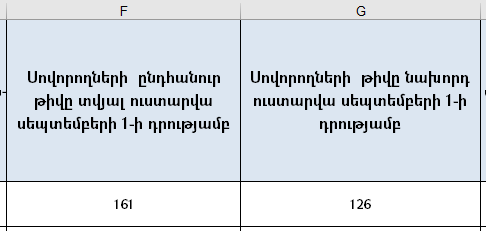 F
G
Սովորողների  ընդհանուր
թիվը տվյալ ուստարվա
սեպտեմբերի 1-ի դրությամբ
Սովորողների  թիվը նախորդ
ուստարվա սեպտեմբերի 1-ի
դրությամբ
161
126